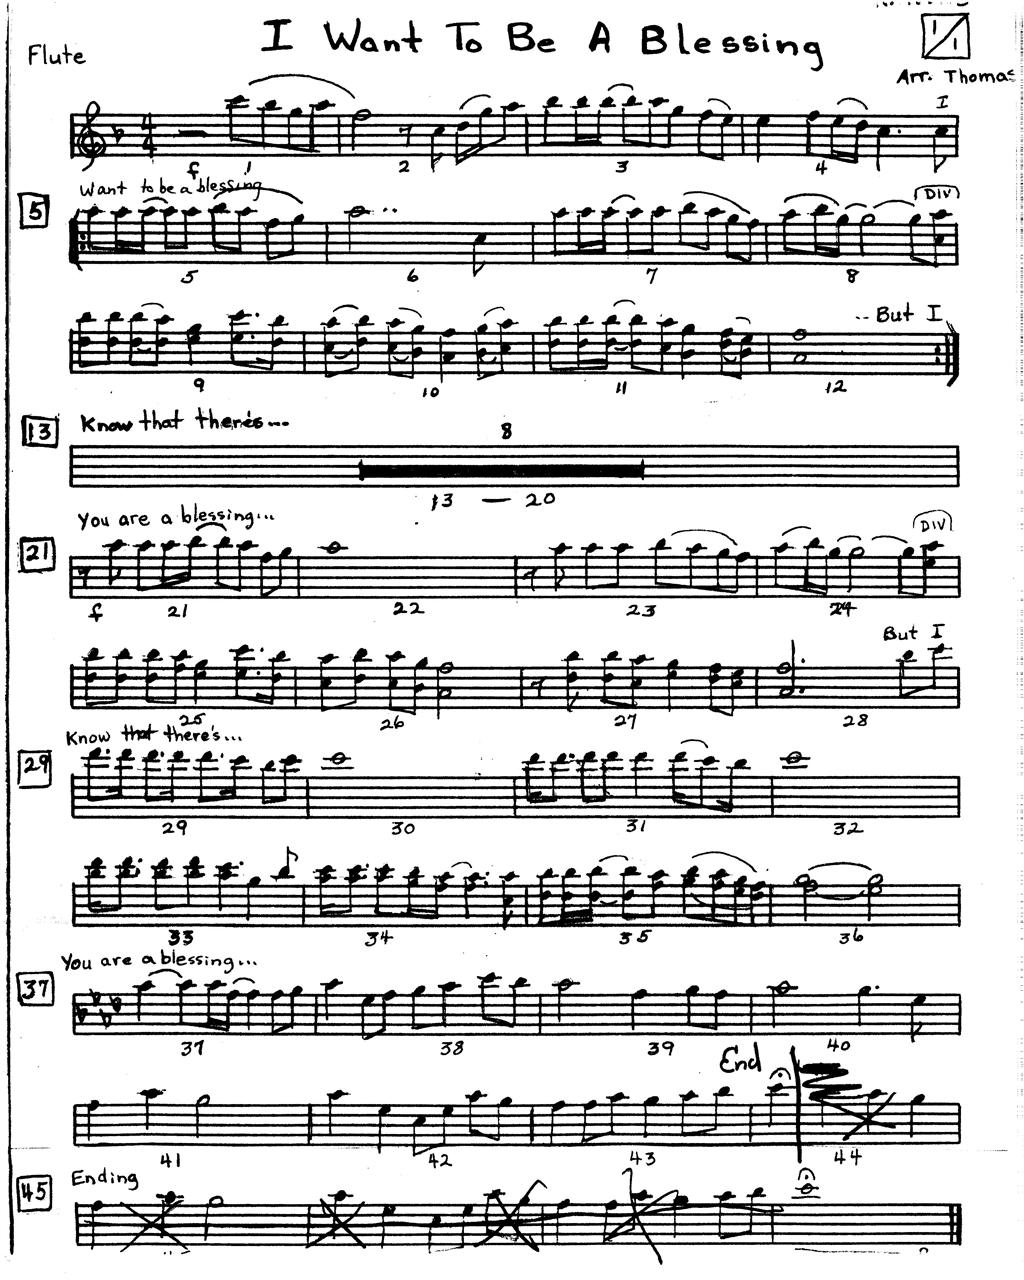 I Want To Be A Blessing
1/1
Flute
Arr. Thomas
I
f 1 2 3 4
Want to be a blessing
5
DIV
5 6 7 8
But I
9 10 11 12
13
Know that there's...
8
13 — 20
You are a blessing...
21
DIV
f 21 22 23 24
But I
25 26 27 28
Know that there's...
29
29 30 31 32
33 34 35 36
You are a blessing...
37
37 38 39 40
End
41 42 43 44
45
Ending